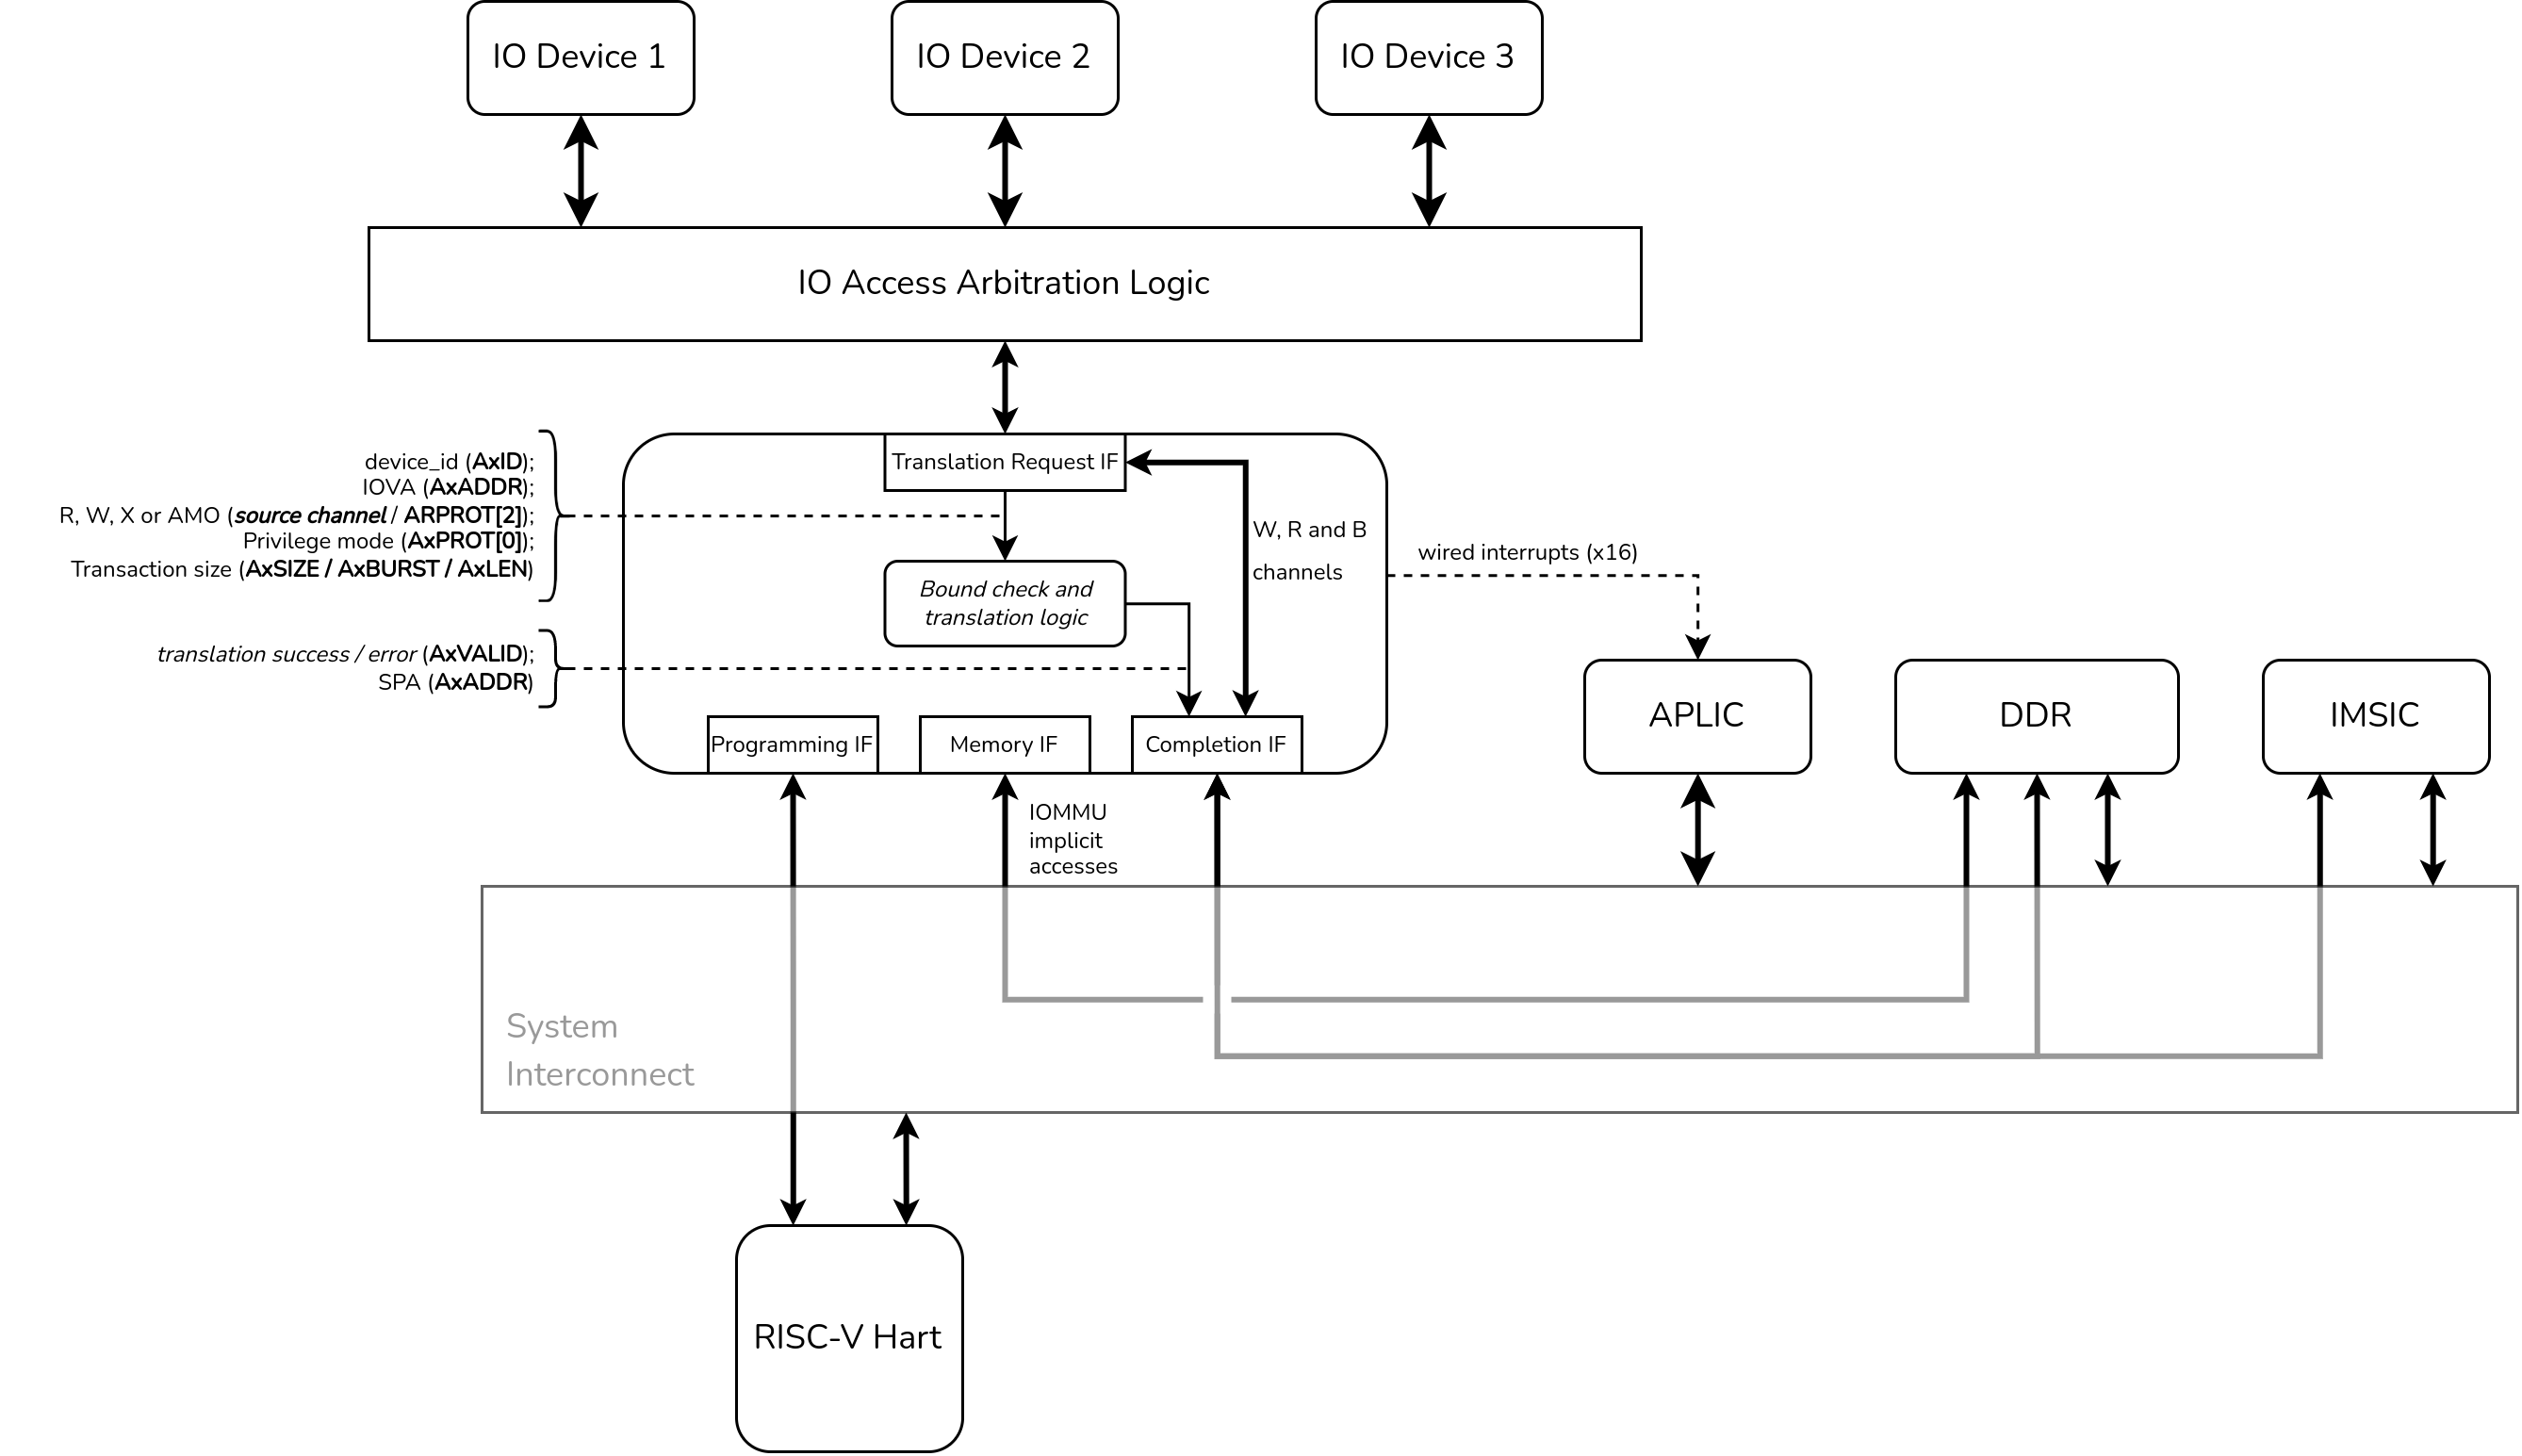 IO Device 1
IO Device 2
IO Device 3
IO Access Arbitration Logic
device_id (AxID);
IOVA (AxADDR);
R, W, X or AMO (source channel / ARPROT[2]);
Privilege mode (AxPROT[0]);
Transaction size (AxSIZE / AxBURST / AxLEN)
translation success / error (AxVALID);
SPA (AxADDR)
Translation Request IF
W, R and B
channels
Bound check and
translation logic
Programming IF
Memory IF
Completion IF
wired interrupts (x16)
APLIC
DDR
IMSIC
IOMMU
implicit
accesses
System
Interconnect
RISC-V Hart